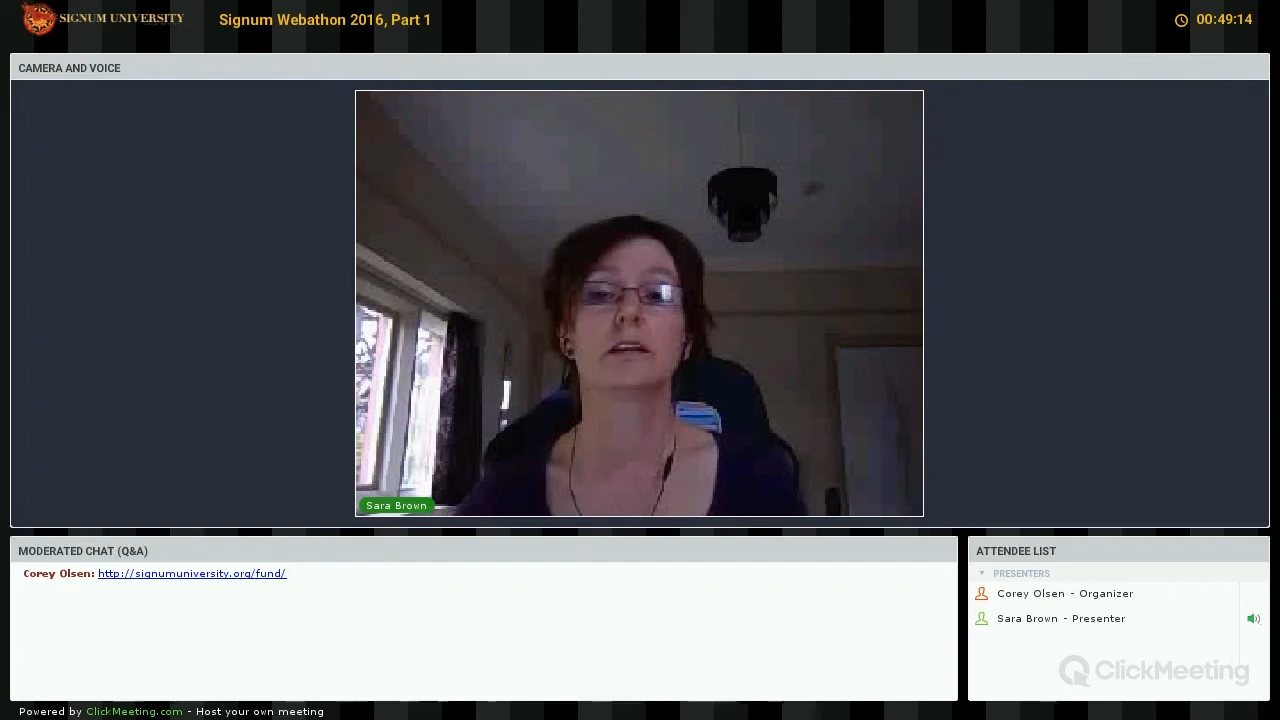 SIGNUM UNIVERSITY
Signum Webathon 2016, Part 1
00:49:14
CAMERA AND VOICE
Sara Brown
MODERATED CHAT (Q&A)
Corey Olsen: http://signumuniversity.org/fund/
ATTENDEE LIST
PRESENTERS
Corey Olsen - Organizer
Sara Brown - Presenter
ClickMeeting
Powered by ClickMeeting.com - Host your own meeting